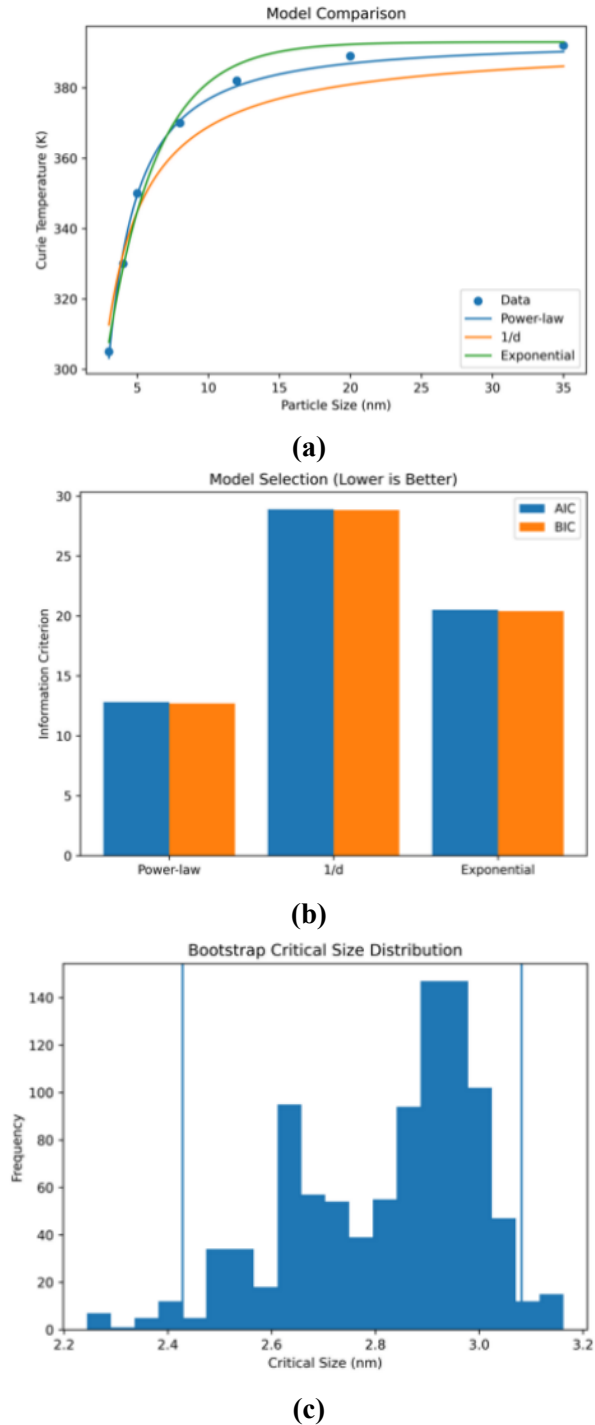 Model Comparison
Curie Temperature (K)
380
360
340
320
300
Data
Power-law
1/d
Exponential
5 10 15 20 25 30 35
Particle Size (nm)
(a)
Model Selection (Lower is Better)
Information Criterion
30
25
20
15
10
5
0
AIC
BIC
Power-law 1/d Exponential
(b)
Bootstrap Critical Size Distribution
Frequency
140
120
100
80
60
40
20
0
2.2 2.4 2.6 2.8 3.0 3.2
Critical Size (nm)
(c)